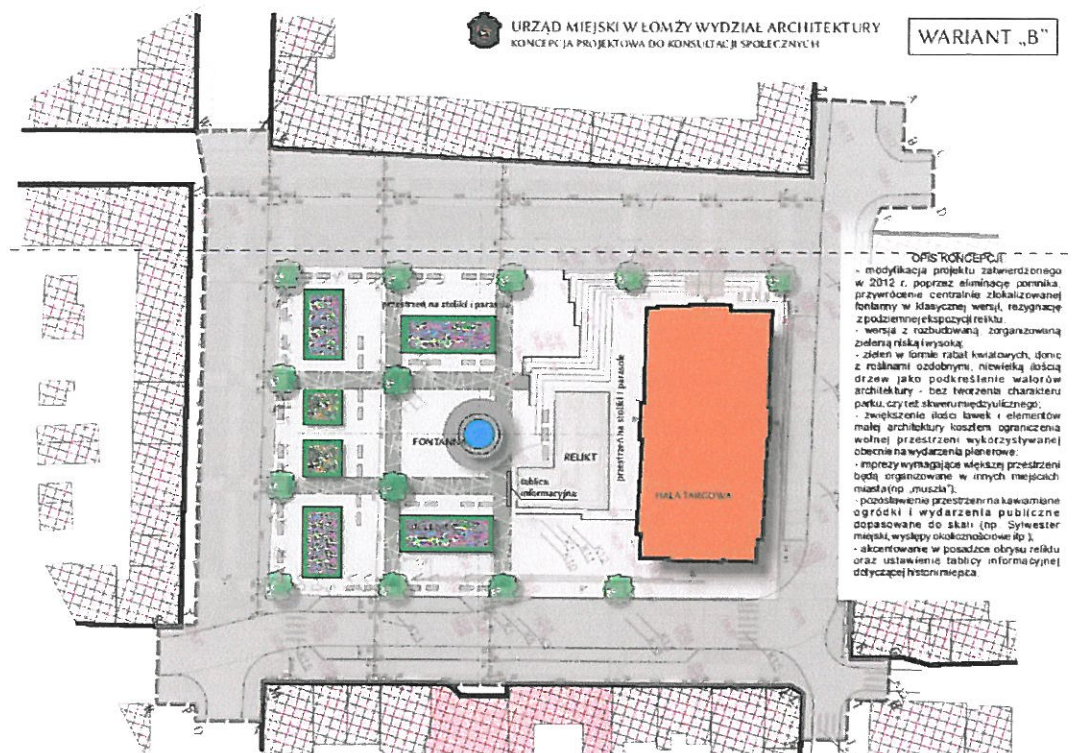 URZĄD MIEJSKI W ŁOMŻY WYDZIAŁ ARCHITEKTURY
KONCEPCJA PROJEKTOWA DO KONSULTACJI SPOŁECZNYCH
WARIANT „B”
OPIS KONCEPCJI
- modyfikacja projektu zatwierdzonego
w 2012 r. poprzez eliminację pomnika,
przywrócenie centralnie zlokalizowanej
fontanny w klasycznej wersji, rezygnację
z podziemnej ekspozycji reliktu;
- wersja z rozbudowaną, zorganizowaną
zielenią niską i wysoką;
- zieleń w formie rabat kwiatowych, donic
z roślinami ozdobnymi, niewielką ilością
drzew jako podkreślanie walorów
architektury - bez tworzenia charakteru
parku, czy też skweru międzyulicznego;
- zwiększenie ilości ławek i elementów
małej architektury kosztem ograniczenia
wolnej przestrzeni wykorzystywanej
obecnie na wydarzenia plenerowe;
- imprezy wymagające większej przestrzeni
będą organizowane w innych miejscach
miasta (np. „muszla”);
- pozostawienie przestrzeni na kawiarniane
ogródki i wydarzenia publiczne
dopasowane do skali (np. Sylwester
miejski, występy okolicznościowe itp.);
- akcentowanie w posadzce obrysu reliktu
oraz ustawienie tablicy informacyjnej
dotyczącej historii miejsca.
przestrzeń na stoliki i parasole
FONTANNA
RELIKT
przestrzeń na stoliki i parasole
tablica
informacyjna
HALA TARGOWA